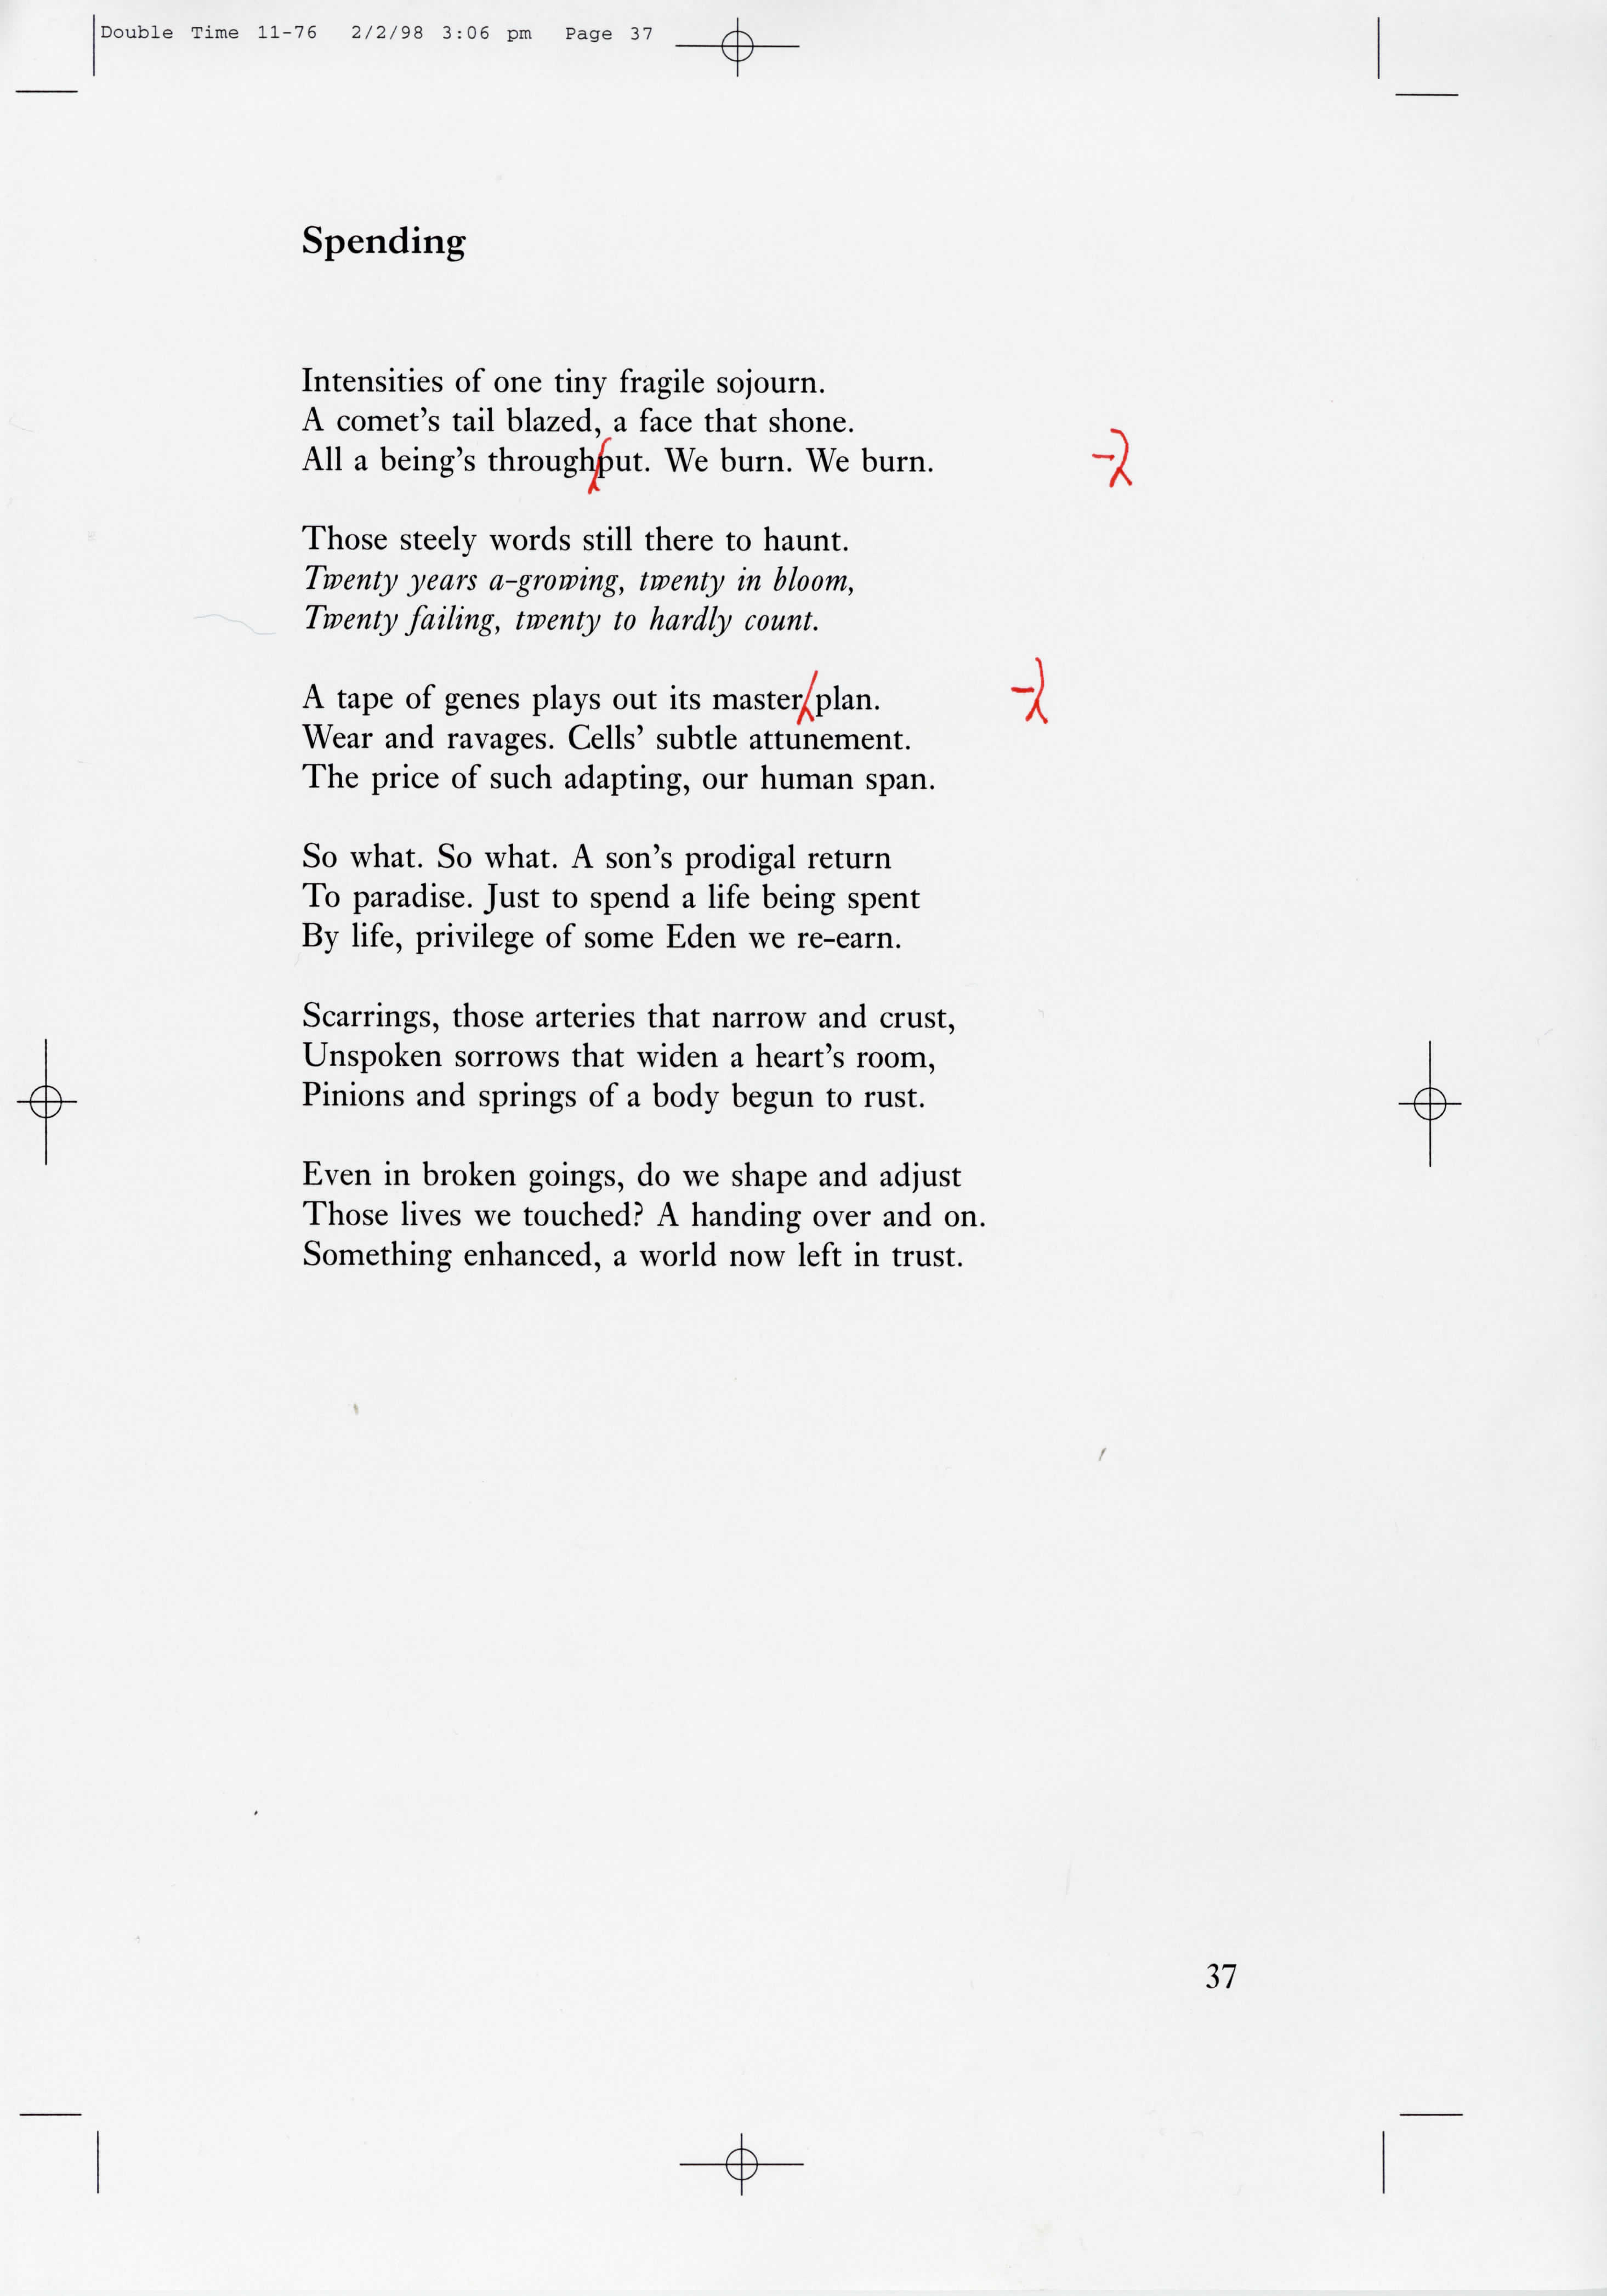 Double Time 11-76 2/2/98 3:06 pm Page 37
Spending
Intensities of one tiny fragile sojourn.
A comet’s tail blazed, a face that shone.
All a being’s throughput. We burn. We burn.
Those steely words still there to haunt.
Twenty years a-growing, twenty in bloom,
Twenty failing, twenty to hardly count.
A tape of genes plays out its master plan.
Wear and ravages. Cells’ subtle attunement.
The price of such adapting, our human span.
So what. So what. A son’s prodigal return
To paradise. Just to spend a life being spent
By life, privilege of some Eden we re-earn.
Scarrings, those arteries that narrow and crust,
Unspoken sorrows that widen a heart’s room,
Pinions and springs of a body begun to rust.
Even in broken goings, do we shape and adjust
Those lives we touched? A handing over and on.
Something enhanced, a world now left in trust.
37